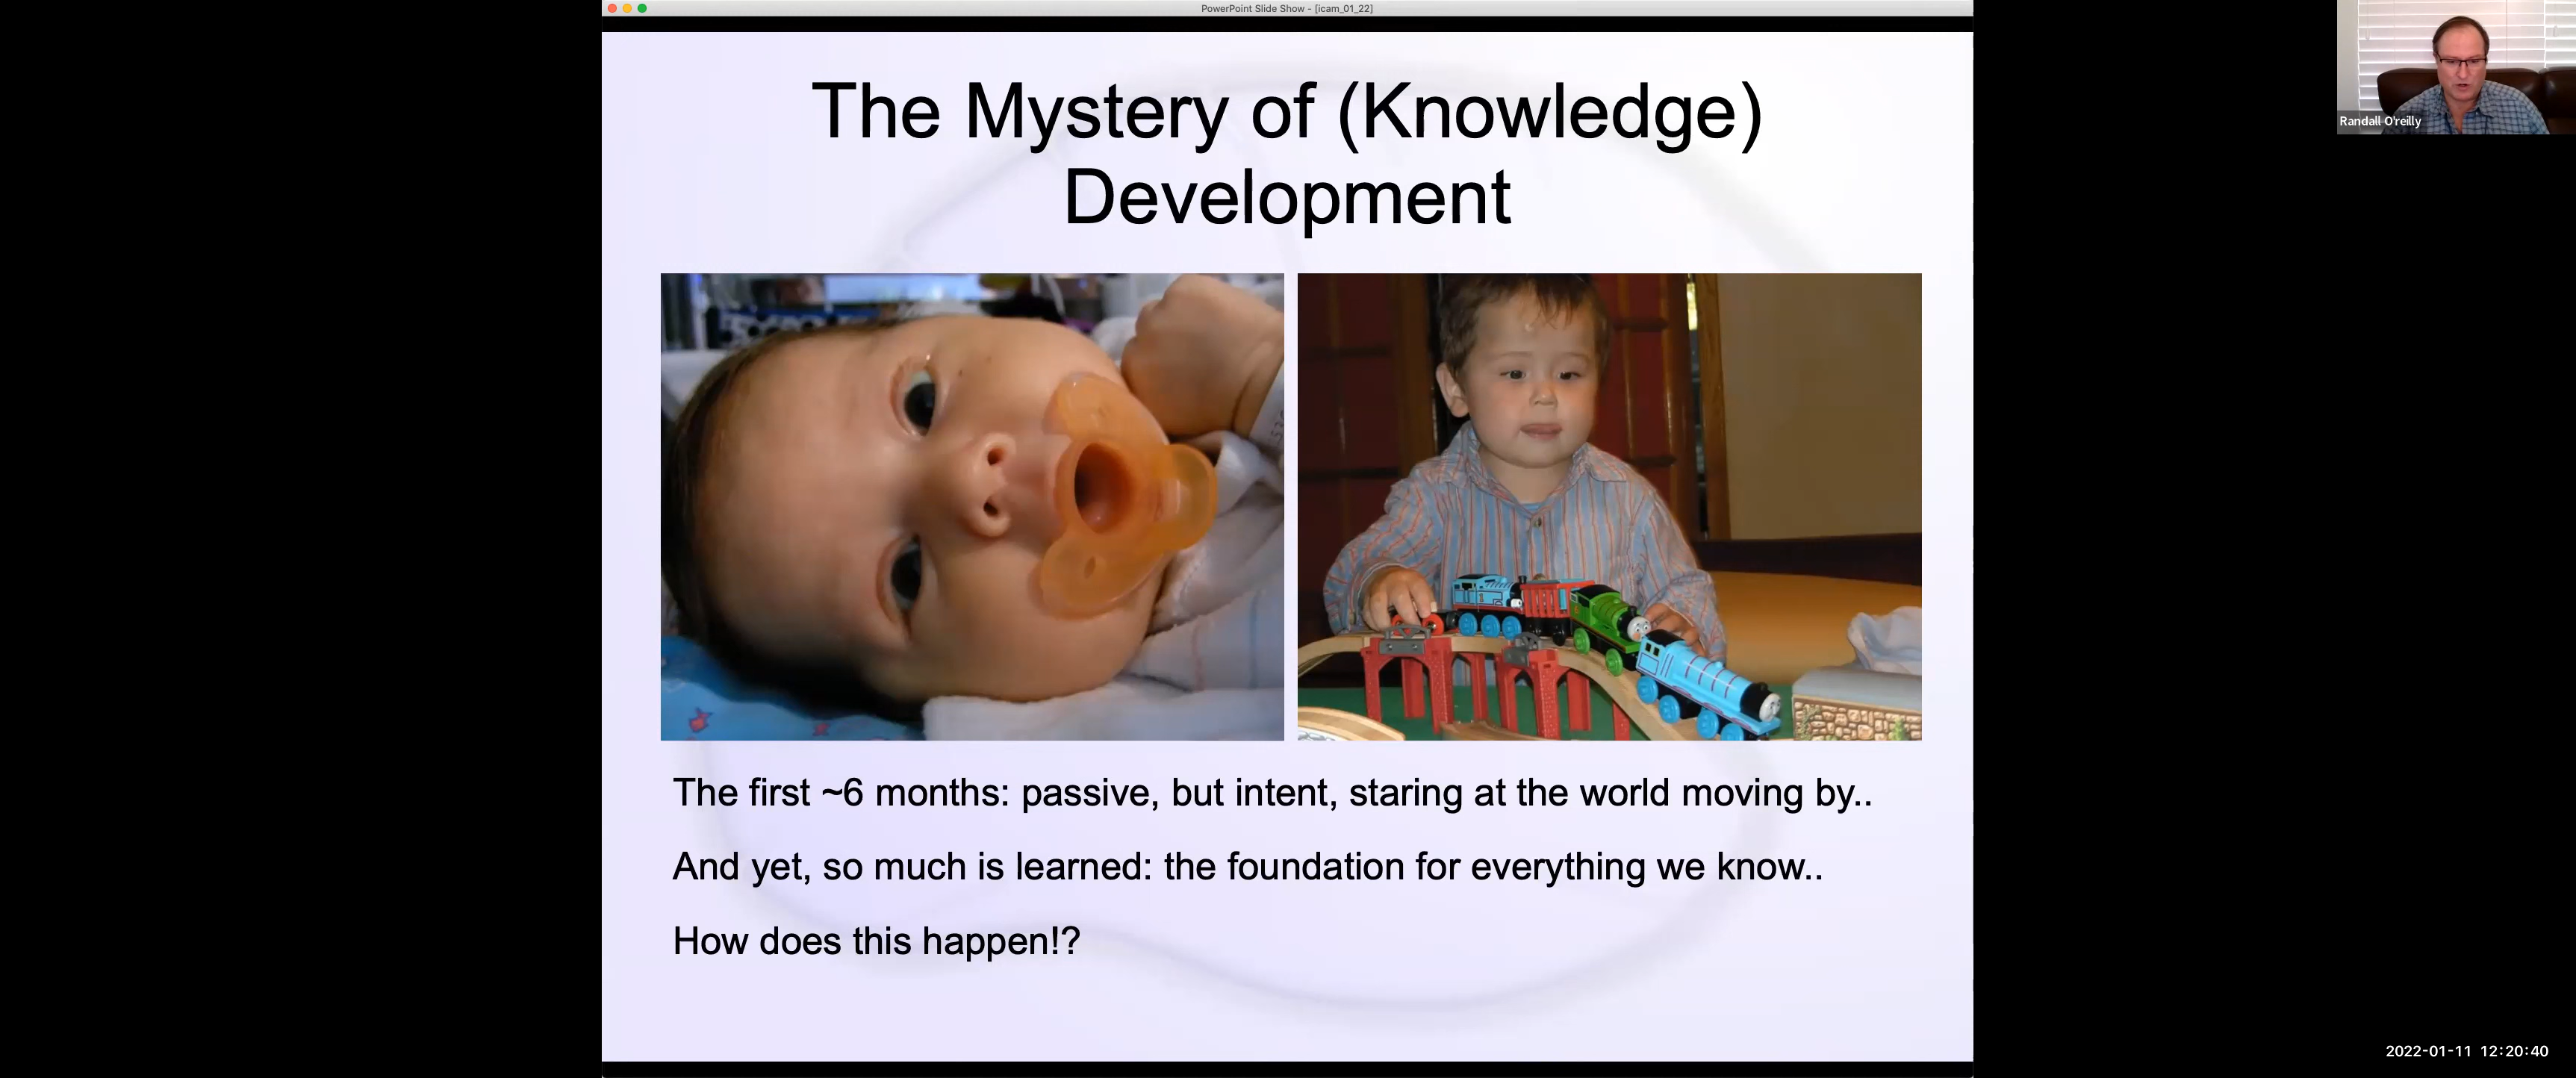 PowerPoint Slide Show - [icam_01_22]
The Mystery of (Knowledge)
Development
The first ~6 months: passive, but intent, staring at the world moving by..
And yet, so much is learned: the foundation for everything we know..
How does this happen!?
Randall O'reilly
2022-01-11 12:20:40